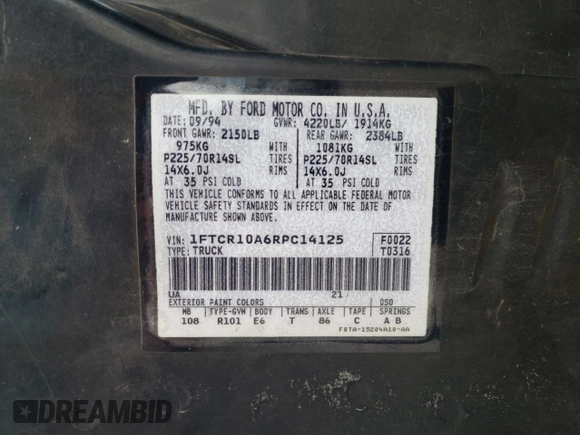 MFD. BY FORD MOTOR CO. IN U.S.A.
DATE: 09/94 GVWR: 4220LB/ 1914KG
FRONT GAWR: 2150LB REAR GAWR: 2384LB
975KG 1081KG
P225/70R14SL TIRES P225/70R14SL TIRES
14X6.0J RIMS 14X6.0J RIMS
AT 35 PSI COLD AT 35 PSI COLD
THIS VEHICLE CONFORMS TO ALL APPLICABLE FEDERAL MOTOR
VEHICLE SAFETY STANDARDS IN EFFECT ON THE DATE OF
MANUFACTURE SHOWN ABOVE.
VIN: 1FTCR10A6RPC14125 F0022
TYPE: TRUCK T0316
UA 21
EXTERIOR PAINT COLORS DSO
WB TYPE-GVW BODY TRANS AXLE TAPE SPRINGS
108 R101 E6 T 86 C A B
F0TA-15204A10-AA
DREAMBID